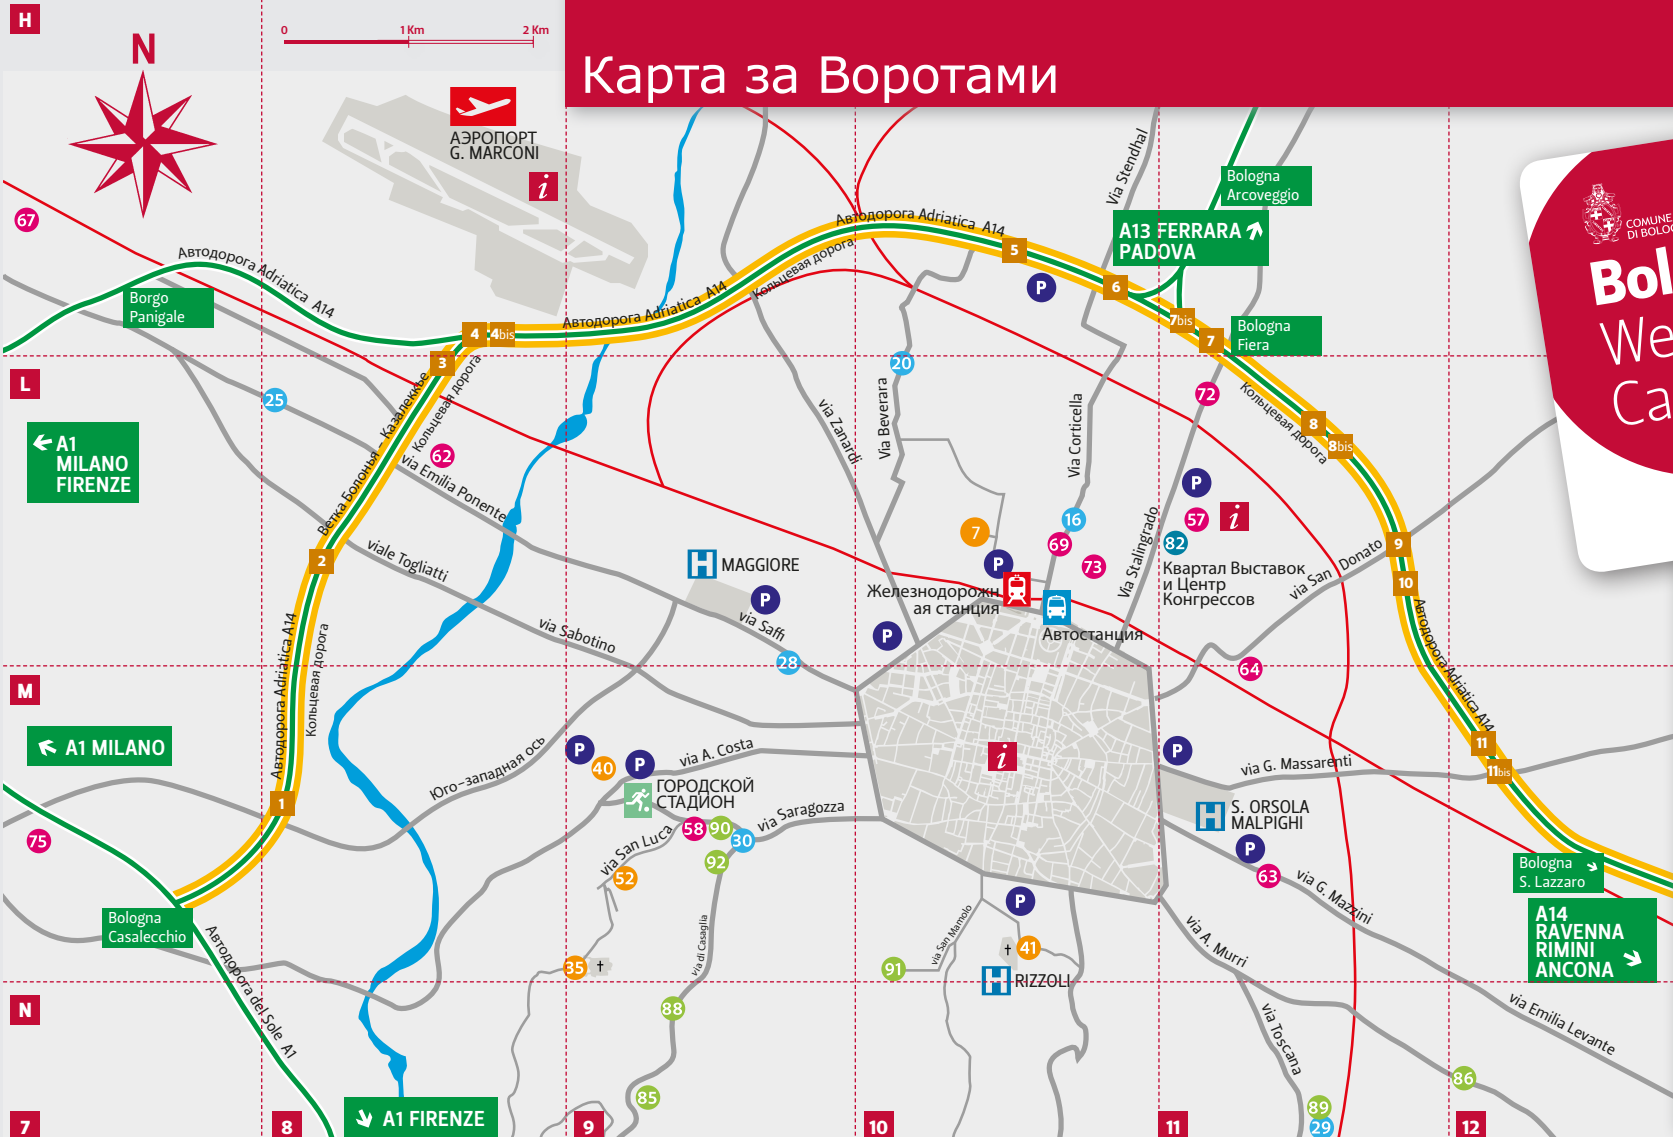 H
N
0
1 Km
2 Km
Карта за Воротами
АЭРОПОРТ
G. MARCONI
i
67
Автодорога Adriatica A14
Borgo
Panigale
4
4bis
3
Автодорога Adriatica A14
Кольцевая дорога
Автодорога Adriatica A14
5
P
Via Stendhal
Bologna
Arcoveggio
A13 FERRARA
PADOVA
6
7bis
7
Bologna
Fiera
COMUNE
DI BOLOG
Bol
We
Ca
L
A1
MILANO
FIRENZE
25
Ветка Болонья – Казалеккье
Кольцевая дорога
62
via Emilia Ponente
2
viale Togliatti
via Sabotino
H MAGGIORE
P
via Saffi
28
via Zanardi
Via Beverara
20
Via Corticella
7
16
69
73
P
Железнодорожн
ая станция
P
Автостанция
Via Stalingrado
72
P
57
i
82
Квартал Выставок
и Центр
Конгрессов
Кольцевая дорога
8
8bis
9
10
via San Donato
64
Автодорога Adriatica A14
M
A1 MILANO
Автодорога Adriatica A14
Кольцевая дорога
1
75
Юго-западная ось
P
40
P
via A. Costa
ГОРОДСКОЙ
СТАДИОН
58
90
30
via Saragozza
via San Luca
92
52
i
P
via G. Massarenti
H S. ORSOLA
MALPIGHI
P
63
via G. Mazzini
11
11bis
Bologna
S. Lazzaro
A14
RAVENNA
RIMINI
ANCONA
Bologna
Casalecchio
Автодорога del Sole A1
35
via di Casaglia
via San Mamolo
P
41
91
H RIZZOLI
via A. Murri
N
88
85
via Toscana
via Emilia Levante
86
89
29
A1 FIRENZE
7
8
9
10
11
12